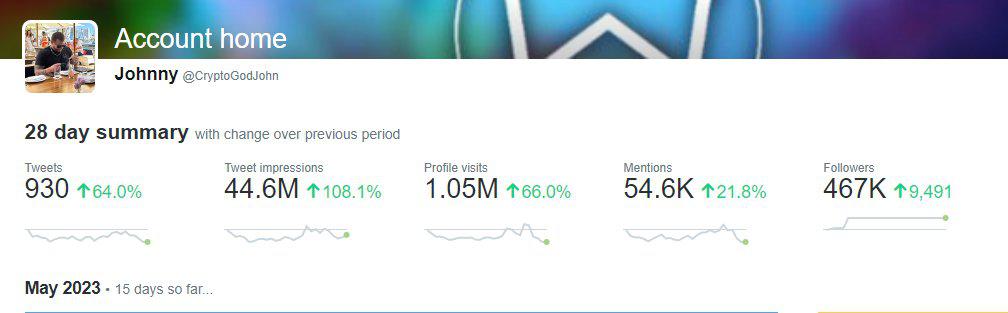 Account home
Johnny @CryptoGodJohn
28 day summary with change over previous period
Tweets Tweet impressions Profile visits Mentions Followers
930 ↑64.0% 44.6M ↑108.1% 1.05M ↑66.0% 54.6K ↑21.8% 467K ↑9,491
May 2023 • 15 days so far...